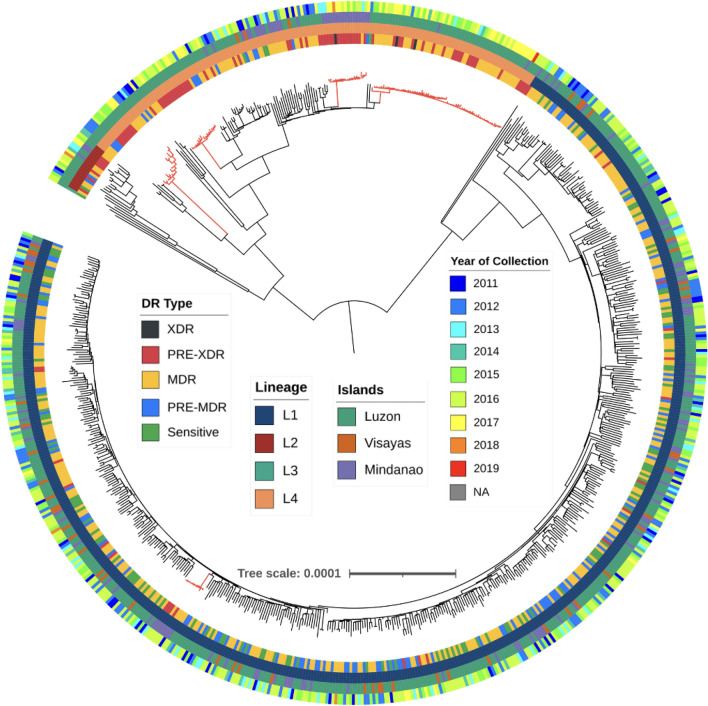 DR Type
XDR
PRE-XDR
MDR
PRE-MDR
Sensitive
Lineage
L1
L2
L3
L4
Islands
Luzon
Visayas
Mindanao
Year of Collection
2011
2012
2013
2014
2015
2016
2017
2018
2019
NA
Tree scale: 0.0001